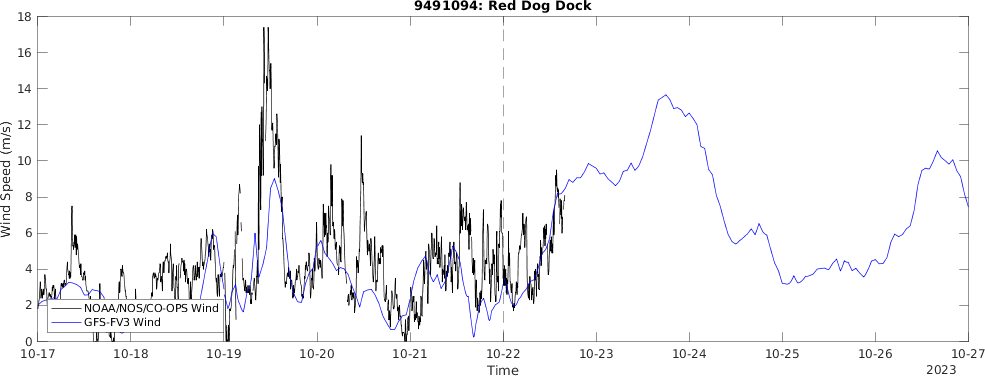 9491094: Red Dog Dock
18
16
14
12
10
8
6
4
2
0
Wind Speed (m/s)
NOAA/NOS/CO-OPS Wind
GFS-FV3 Wind
10-17 10-18 10-19 10-20 10-21 10-22 10-23 10-24 10-25 10-26 10-27
Time
2023